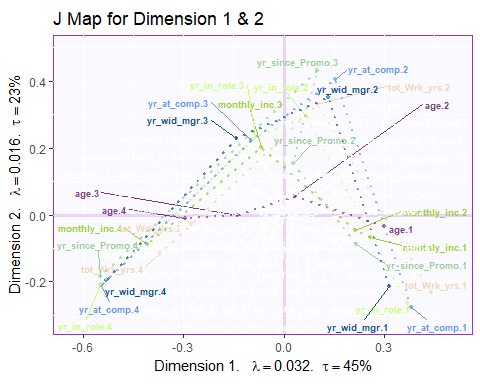 J Map for Dimension 1 & 2
yr_since_Promo.3
yr_at_comp.2
yr_in_role.3
yr_in_role.2
yr_wid_mgr.2
tot_Wrk_yrs.2
yr_at_comp.3
monthly_inc.3
age.2
yr_wid_mgr.3
yr_since_Promo.2
age.3
age.4
monthly_inc.2
monthly_inc.4
tot_Wrk_yrs.3
age.1
yr_since_Promo.4
monthly_inc.1
tot_Wrk_yrs.4
yr_since_Promo.1
yr_wid_mgr.4
tot_Wrk_yrs.1
yr_at_comp.4
yr_in_role.1
yr_in_role.4
yr_wid_mgr.1
yr_at_comp.1
0.4
0.2
0.0
-0.2
-0.6
-0.3
0.0
0.3
Dimension 2. λ = 0.016. τ = 23%
Dimension 1. λ = 0.032. τ = 45%